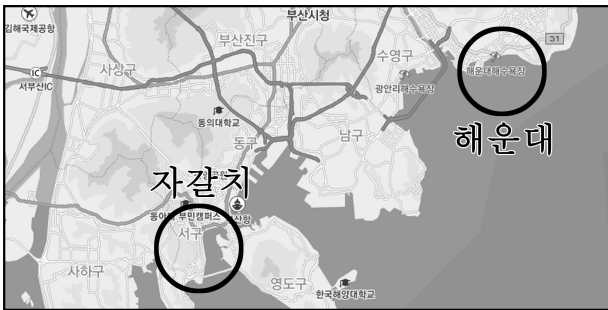 부산시청
김해국제공항
부산진구
31
수영구
사상구
해운대해수욕장
IC
서부산IC
광안리해수욕장
해운대
동의대학교
동구
남구
자갈치
부민캠퍼스
서구
사하구
영도구
한국해양대학교